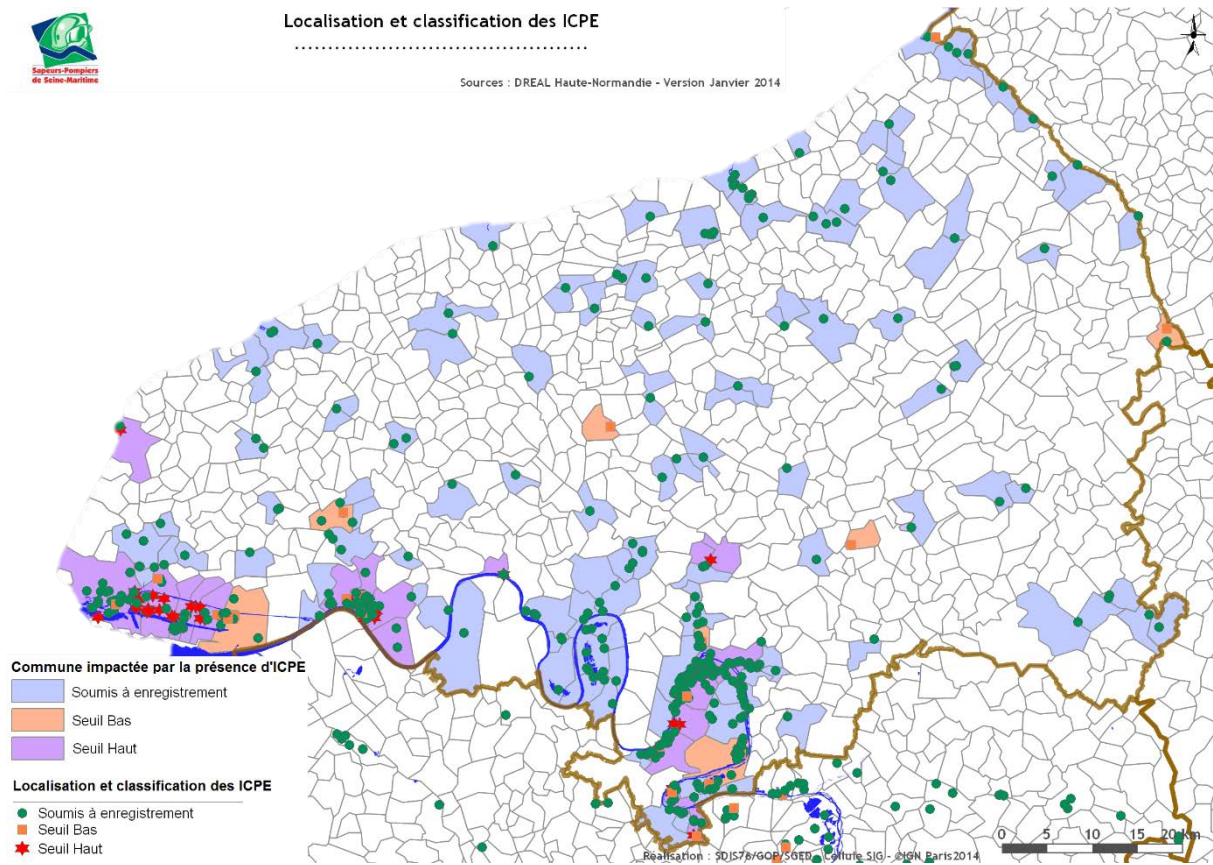 Localisation et classification des ICPE
Sapeurs-Pompiers
de Seine-Maritime
Sources : DREAL Haute-Normandie - Version Janvier 2014
Commune impactée par la présence d'ICPE
Soumis à enregistrement
Seuil Bas
Seuil Haut
Localisation et classification des ICPE
Soumis à enregistrement
Seuil Bas
Seuil Haut
0 5 10 15 20 km
Réalisation : SDIS76/GOP/SGED - Cellule SIG - ©IGN Paris2014